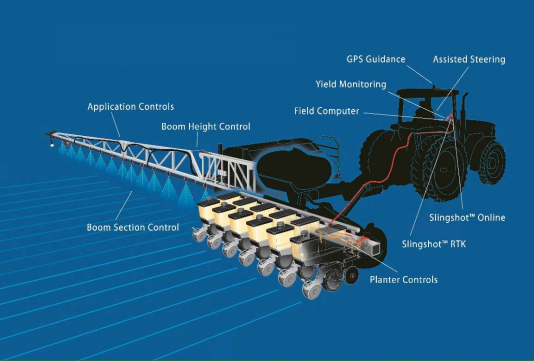 GPS Guidance
Assisted Steering
Yield Monitoring
Field Computer
Application Controls
Boom Height Control
Boom Section Control
Slingshot™ Online
Slingshot™ RTK
Planter Controls